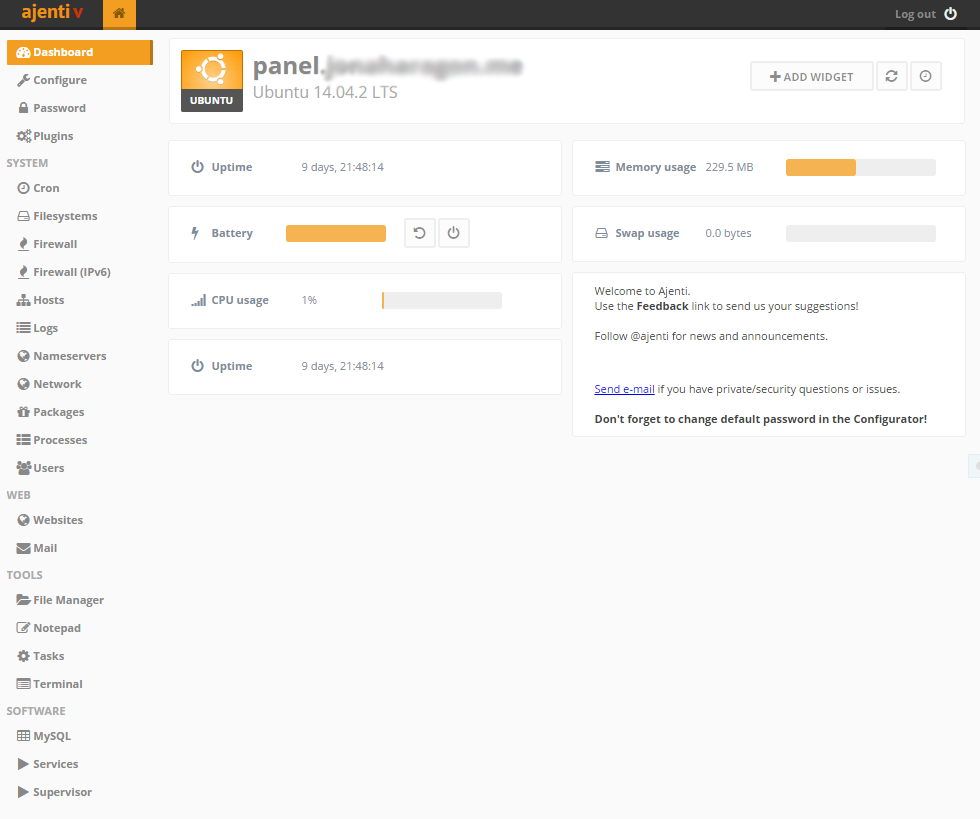 ajenti v
Log out
Dashboard
Configure
Password
Plugins
SYSTEM
Cron
Filesystems
Firewall
Firewall (IPv6)
Hosts
Logs
Nameservers
Network
Packages
Processes
Users
WEB
Websites
Mail
TOOLS
File Manager
Notepad
Tasks
Terminal
SOFTWARE
MySQL
Services
Supervisor
UBUNTU
panel.
Ubuntu 14.04.2 LTS
ADD WIDGET
Uptime 9 days, 21:48:14
Battery
CPU usage 1%
Uptime 9 days, 21:48:14
Memory usage 229.5 MB
Swap usage 0.0 bytes
Welcome to Ajenti.
Use the Feedback link to send us your suggestions!
Follow @ajenti for news and announcements.
Send e-mail if you have private/security questions or issues.
Don't forget to change default password in the Configurator!